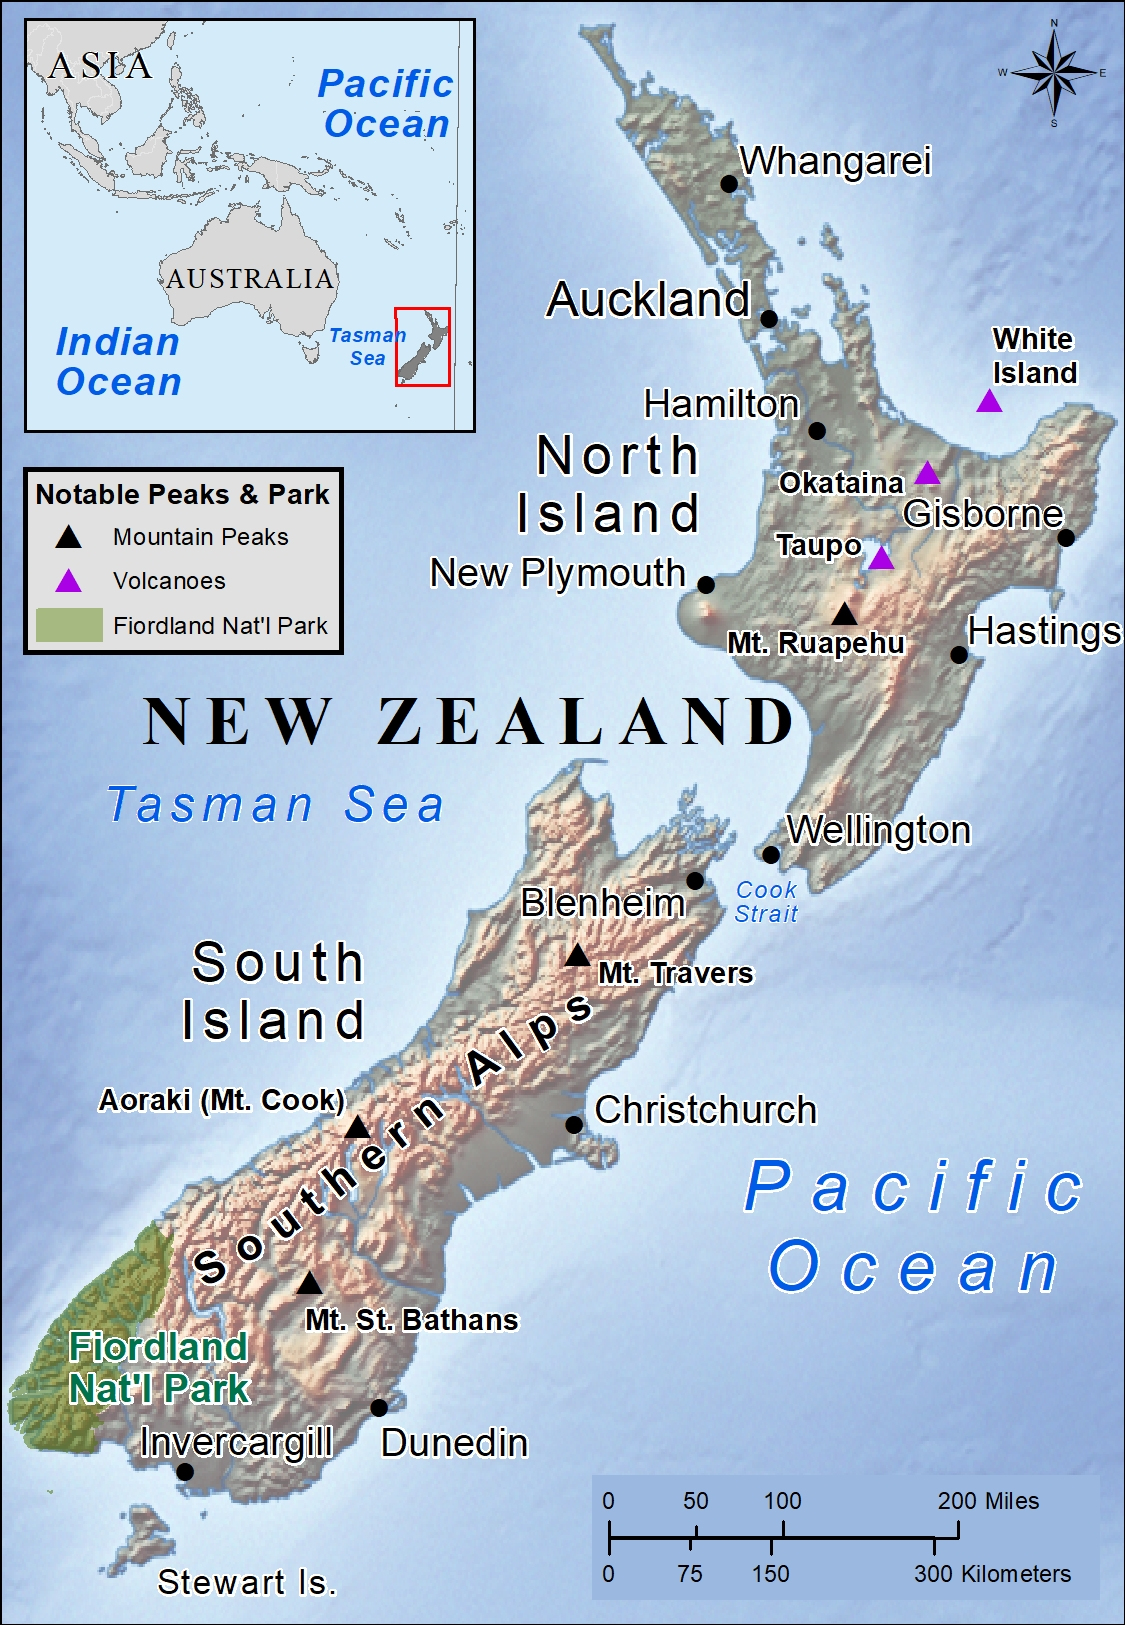 ASIA
Pacific
Ocean
AUSTRALIA
Indian
Ocean
Tasman
Sea
N
W
E
S
Whangarei
Auckland
White
Island
Hamilton
North
Island
Okataina
Gisborne
Taupo
New Plymouth
Mt. Ruapehu
Hastings
Notable Peaks & Park
Mountain Peaks
Volcanoes
Fiordland Nat'l Park
NEW ZEALAND
Tasman Sea
Wellington
Cook
Strait
Blenheim
Mt. Travers
South
Island
Southern Alps
Aoraki (Mt. Cook)
Christchurch
Pacific
Ocean
Mt. St. Bathans
Fiordland
Nat'l Park
Invercargill
Dunedin
Stewart Is.
0 50 100 200 Miles
0 75 150 300 Kilometers